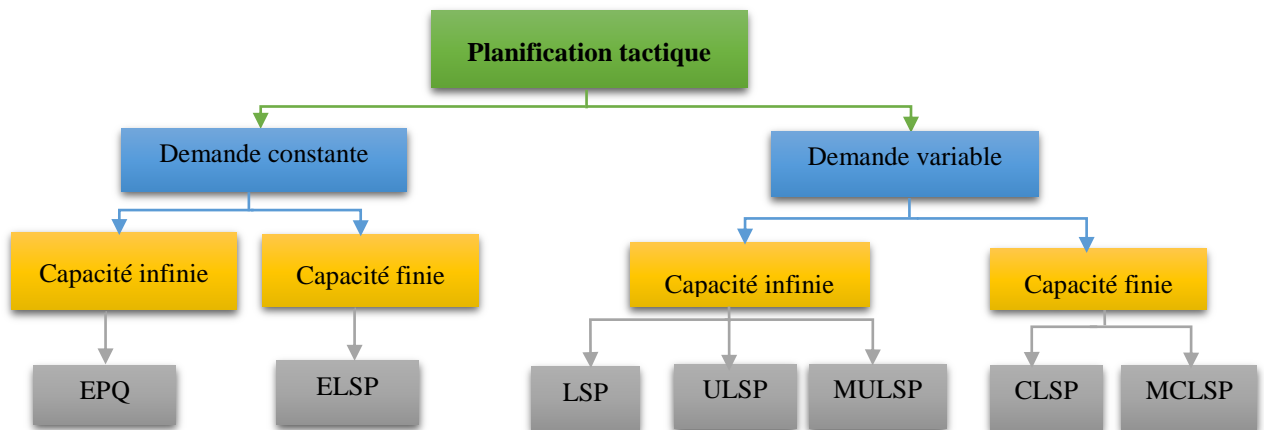 Planification tactique
Demande constante
Demande variable
Capacité infinie
Capacité finie
Capacité infinie
Capacité finie
EPQ
ELSP
LSP
ULSP
MULSP
CLSP
MCLSP